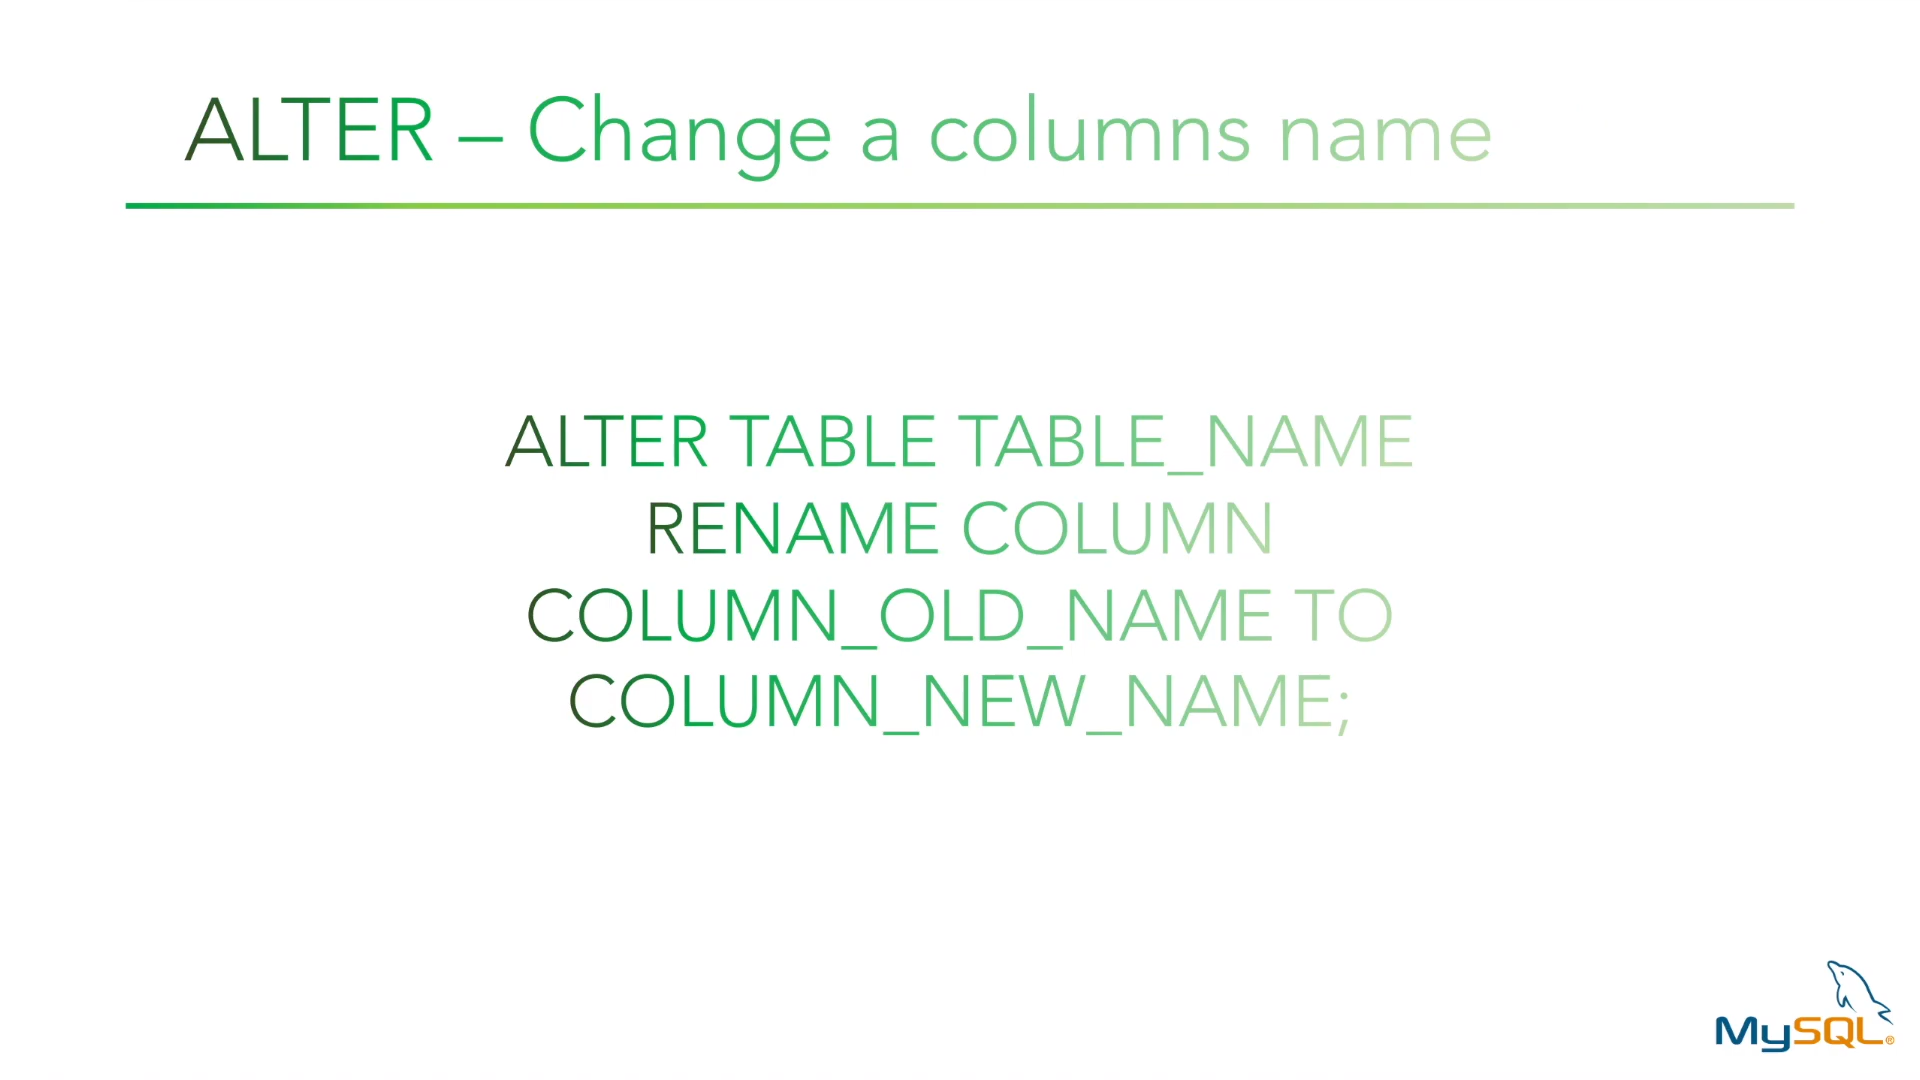 ALTER – Change a columns name
ALTER TABLE TABLE_NAME
RENAME COLUMN
COLUMN_OLD_NAME TO
COLUMN_NEW_NAME;
MySQL®